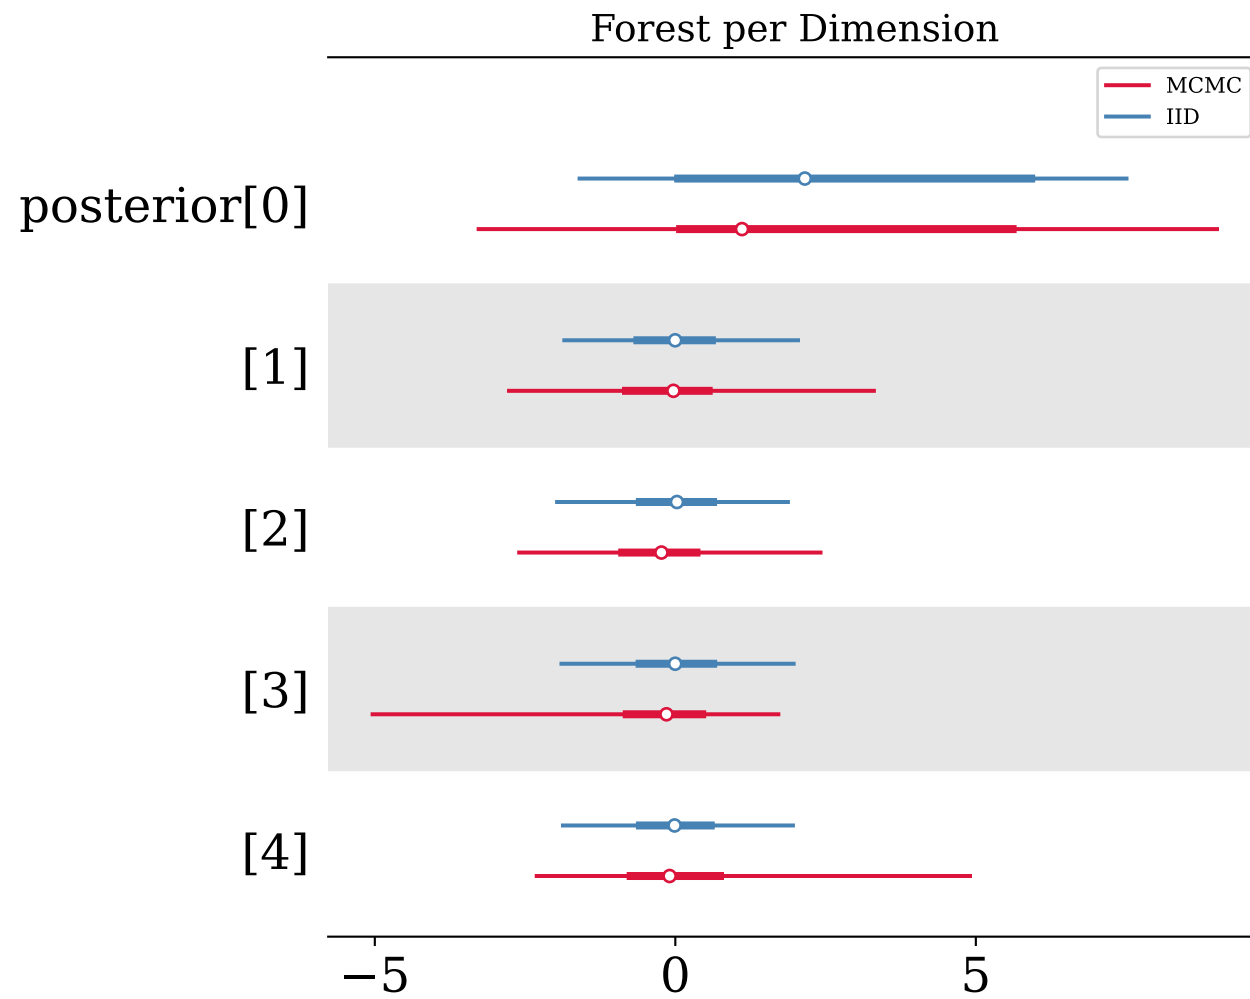 Forest per Dimension
MCMC
IID
posterior[0]
[1]
[2]
[3]
[4]
−5 0 5